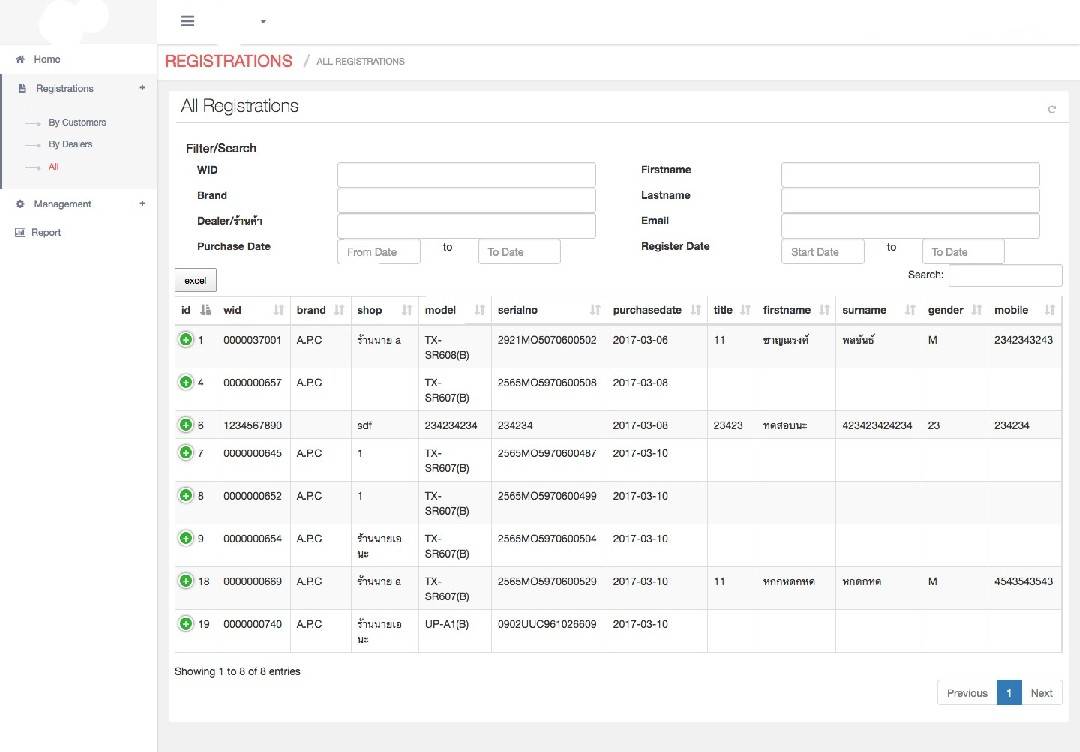 REGISTRATIONS / ALL REGISTRATIONS
Home
Registrations +
By Customers
By Dealers
All
Management +
Report
All Registrations
Filter/Search
WID Firstname
Brand Lastname
Dealer/ร้านค้า Email
Purchase Date From Date to To Date Register Date Start Date to To Date
Search:
excel
id wid brand shop model serialno purchasedate title firstname surname gender mobile
1 0000037001 A.P.C ร้านนาย a TX- 2921MO5070600502 2017-03-06 11 ชาญณรงค์ พลขันธ์ M 2342343243
SR608(B)
4 0000000657 A.P.C TX- 2565MO5970600508 2017-03-08
SR607(B)
6 1234567890 sdf 234234234 234234 2017-03-08 23423 ทดสอบนะ 423423424234 23 234234
7 0000000645 A.P.C 1 TX- 2565MO5970600487 2017-03-10
SR607(B)
8 0000000652 A.P.C 1 TX- 2565MO5970600499 2017-03-10
SR607(B)
9 0000000654 A.P.C ร้านนายเอ TX- 2565MO5970600504 2017-03-10
นะ SR607(B)
18 0000000669 A.P.C ร้านนาย a TX- 2565MO5970600529 2017-03-10 11 หกกหดกหด หกดกหด M 4543543543
SR607(B)
19 0000000740 A.P.C ร้านนายเอ UP-A1(B) 0902UUC961026609 2017-03-10
นะ
Showing 1 to 8 of 8 entries
Previous 1 Next